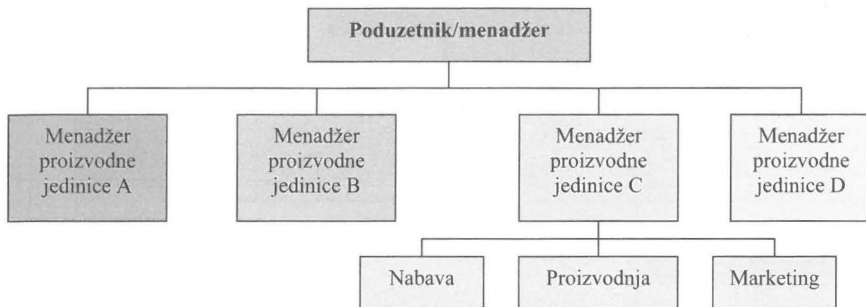 Poduzetnik/menadžer
Menadžer
proizvodne
jedinice A
Menadžer
proizvodne
jedinice B
Menadžer
proizvodne
jedinice C
Menadžer
proizvodne
jedinice D
Nabava
Proizvodnja
Marketing